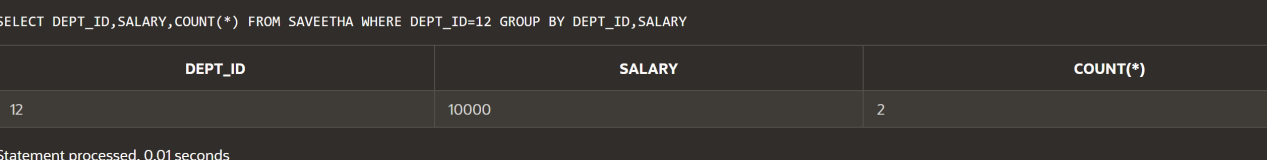 SELECT DEPT_ID,SALARY,COUNT(*) FROM SAVEETHA WHERE DEPT_ID=12 GROUP BY DEPT_ID,SALARY
DEPT_ID SALARY COUNT(*)
12 10000 2
Statement processed. 0.01 seconds